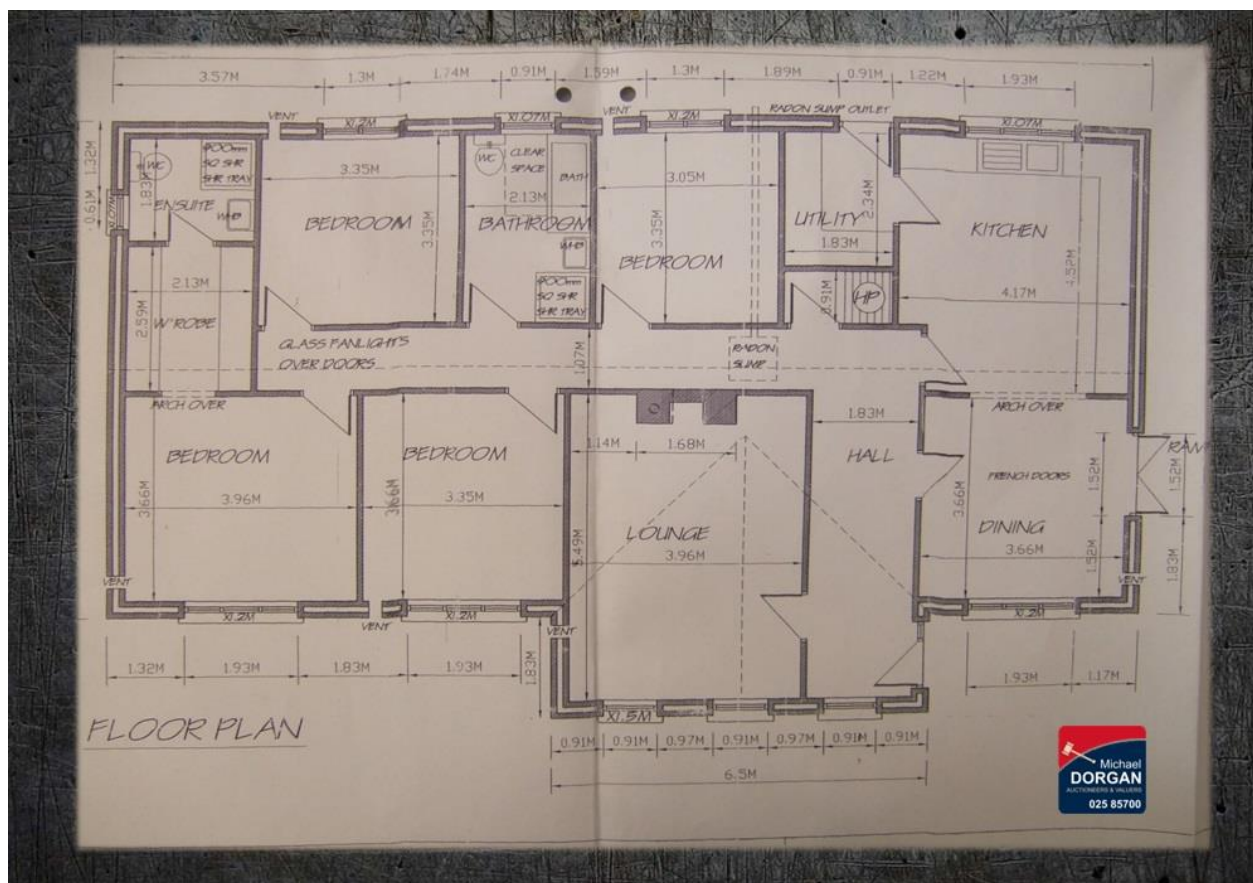 3.57M 1.3M 1.74M 0.91M 1.59M 1.3M 1.89M 0.91M 1.22M 1.93M
RADON SUMP OUTLET
VENT X1.2M X1.07M VENT X1.2M X1.07M
1.32M
0.61M
X1.07M
1.83M
WC
900mm
SQ SHR
SHR TRAY
ENSUITE
WHB
3.35M
BEDROOM
3.35M
WC
CLEAR
SPACE
BATH
2.13M
BATHROOM
WHB
900mm
SQ SHR
SHR TRAY
3.05M
3.35M
BEDROOM
2.34M
UTILITY
1.83M
0.91M
HP
KITCHEN
4.52M
4.17M
2.13M
2.59M
W'ROBE
GLASS FANLIGHTS
OVER DOORS
1.07M
RADON
SUMP
ARCH OVER
ARCH OVER
BEDROOM
3.66M
3.96M
BEDROOM
3.66M
3.35M
1.14M 1.68M
LOUNGE
5.49M
3.96M
1.83M
HALL
3.66M
FRENCH DOORS
DINING
3.66M
1.52M
1.52M
RAMP
1.52M
1.83M
VENT
VENT
X1.2M
VENT
X1.2M
VENT
X1.2M
1.32M 1.93M 1.83M 1.93M
1.83M
1.93M 1.17M
X1.5M
0.91M 0.91M 0.97M 0.91M 0.97M 0.91M 0.91M
6.5M
FLOOR PLAN
Michael
DORGAN
AUCTIONEERS & VALUERS
025 85700